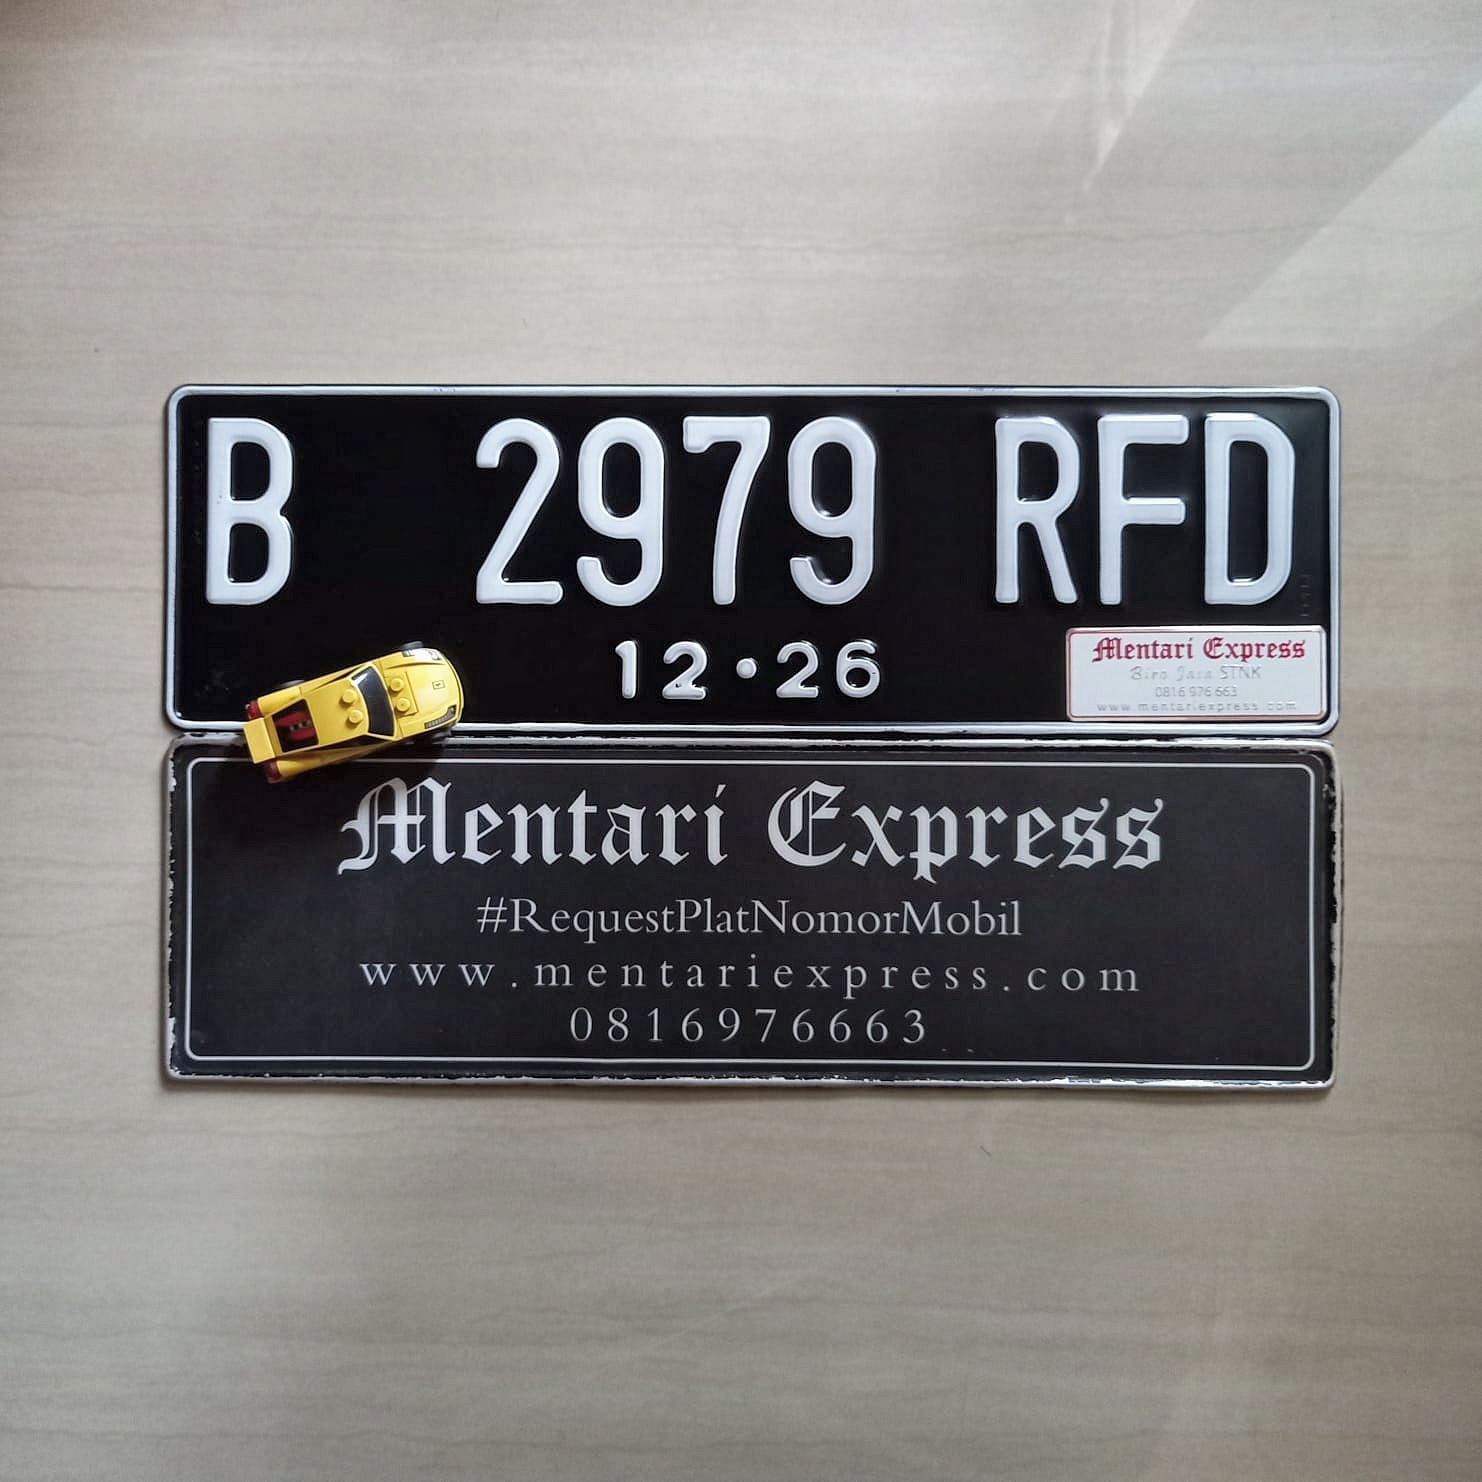 B 2979 RFD
12·26
Mentari Express
Biro Jasa STNK
0816 976 663
www.mentariexpress.com
Mentari Express
#RequestPlatNomorMobil
www.mentariexpress.com
0816976663